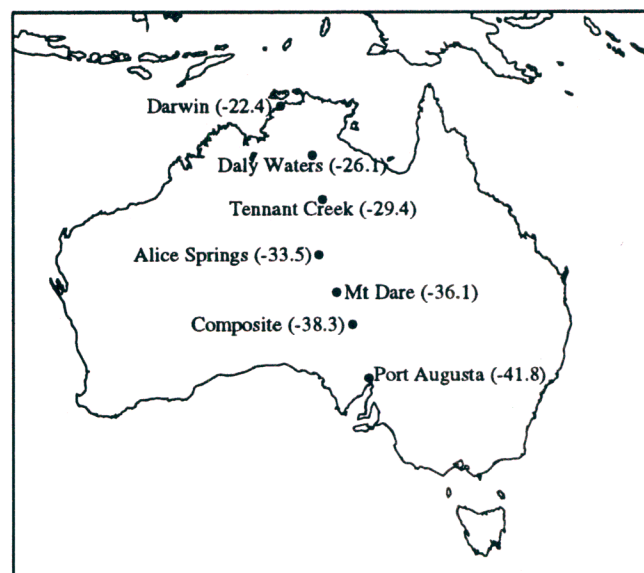 Darwin (-22.4)
Daly Waters (-26.1)
Tennant Creek (-29.4)
Alice Springs (-33.5)
Mt Dare (-36.1)
Composite (-38.3)
Port Augusta (-41.8)